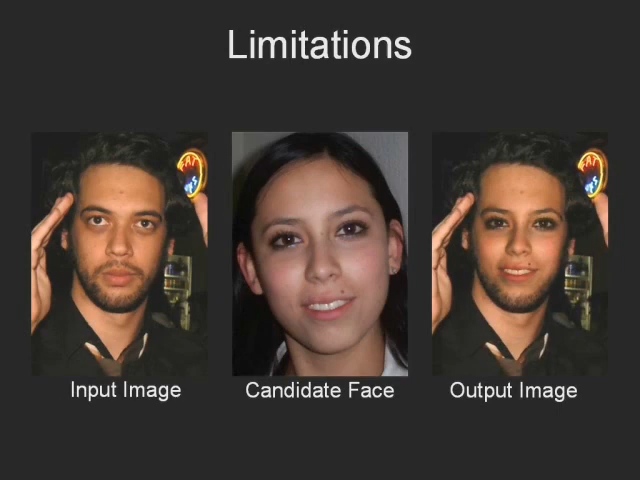 Limitations
Input Image
Candidate Face
Output Image